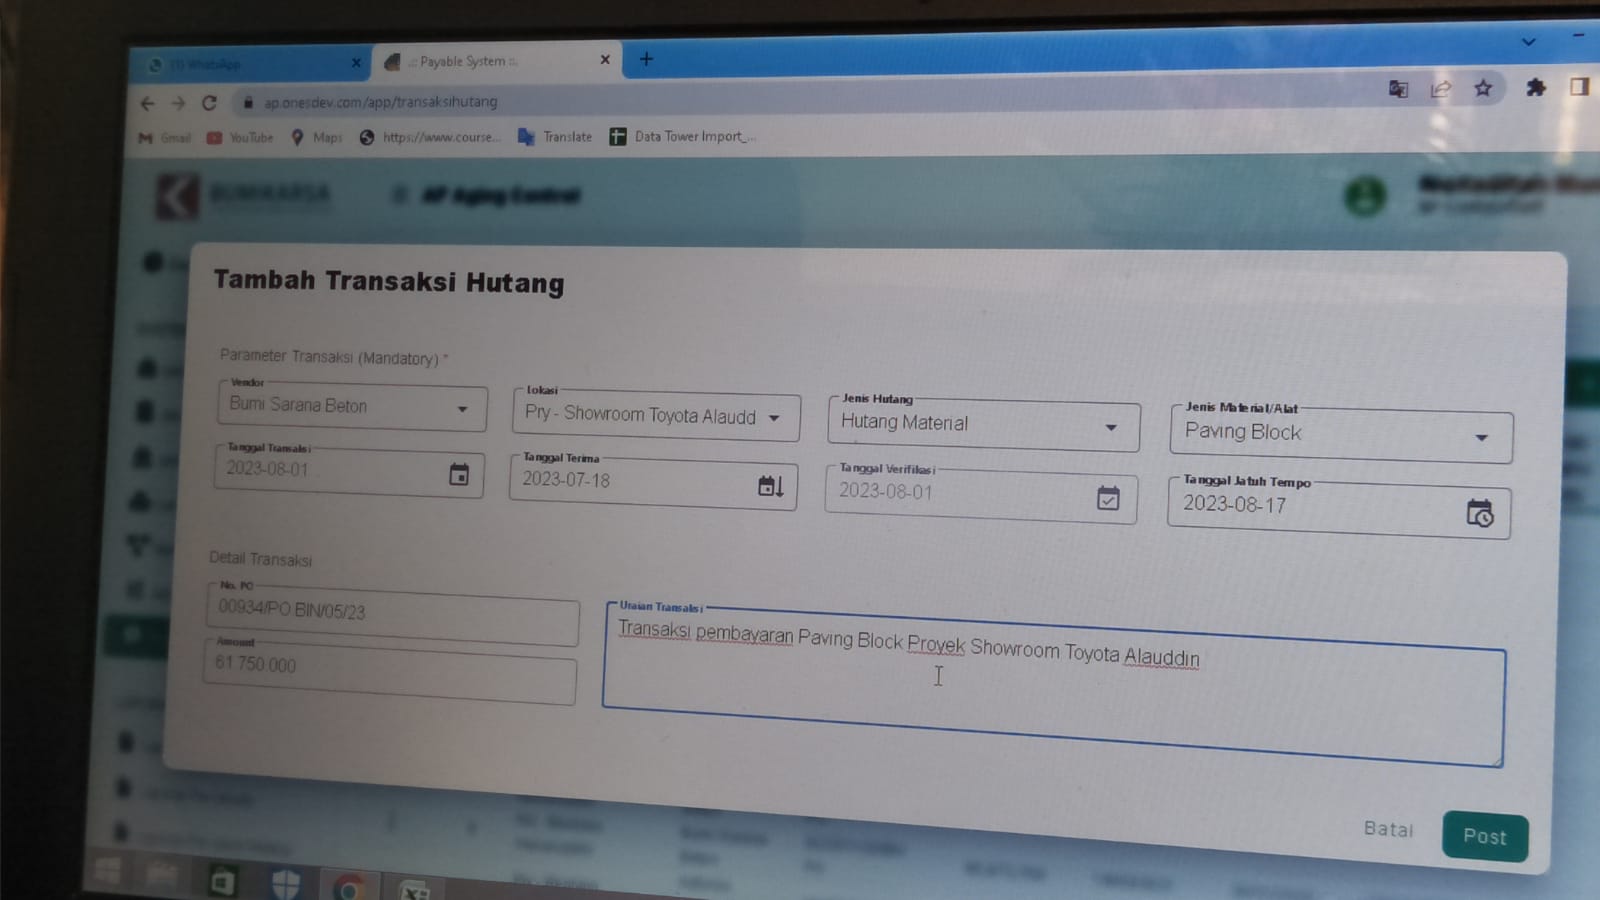 (1) WhatsApp
.:: Payable System ::.
ap.onesdev.com/app/transaksihutang
Gmail YouTube Maps https://www.course... Translate Data Tower Import_...
BUMIKARSA AP Aging Control
Tambah Transaksi Hutang
Parameter Transaksi (Mandatory) *
Vendor Lokasi Jenis Hutang Jenis Material/Alat
Bumi Sarana Beton Pry - Showroom Toyota Alaudd Hutang Material Paving Block
Tanggal Transaksi Tanggal Terima Tanggal Verifikasi Tanggal Jatuh Tempo
2023-08-01 2023-07-18 2023-08-01 2023-08-17
Detail Transaksi
No. PO
00934/PO BIN/05/23
Amount
61 750 000
Uraian Transaksi
Transaksi pembayaran Paving Block Proyek Showroom Toyota Alauddin
Batal Post